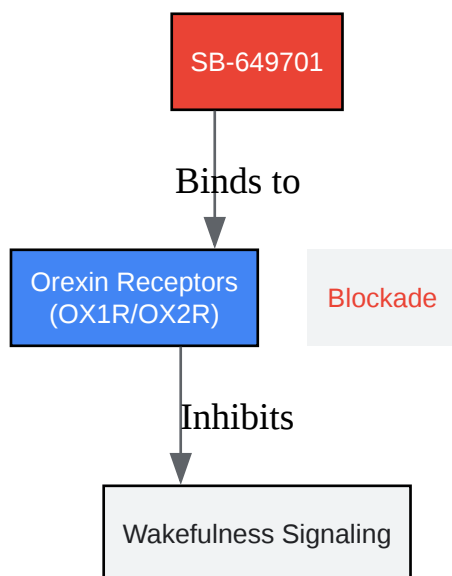 SB-649701
Binds to
Orexin Receptors
(OX1R/OX2R)
Blockade
Inhibits
Wakefulness Signaling